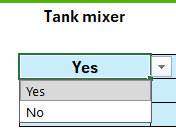 Tank mixer
Yes
Yes
No